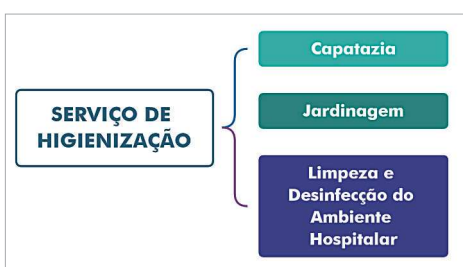 SERVIÇO DE
HIGIENIZAÇÃO
Capatazia
Jardinagem
Limpeza e
Desinfecção do
Ambiente
Hospitalar